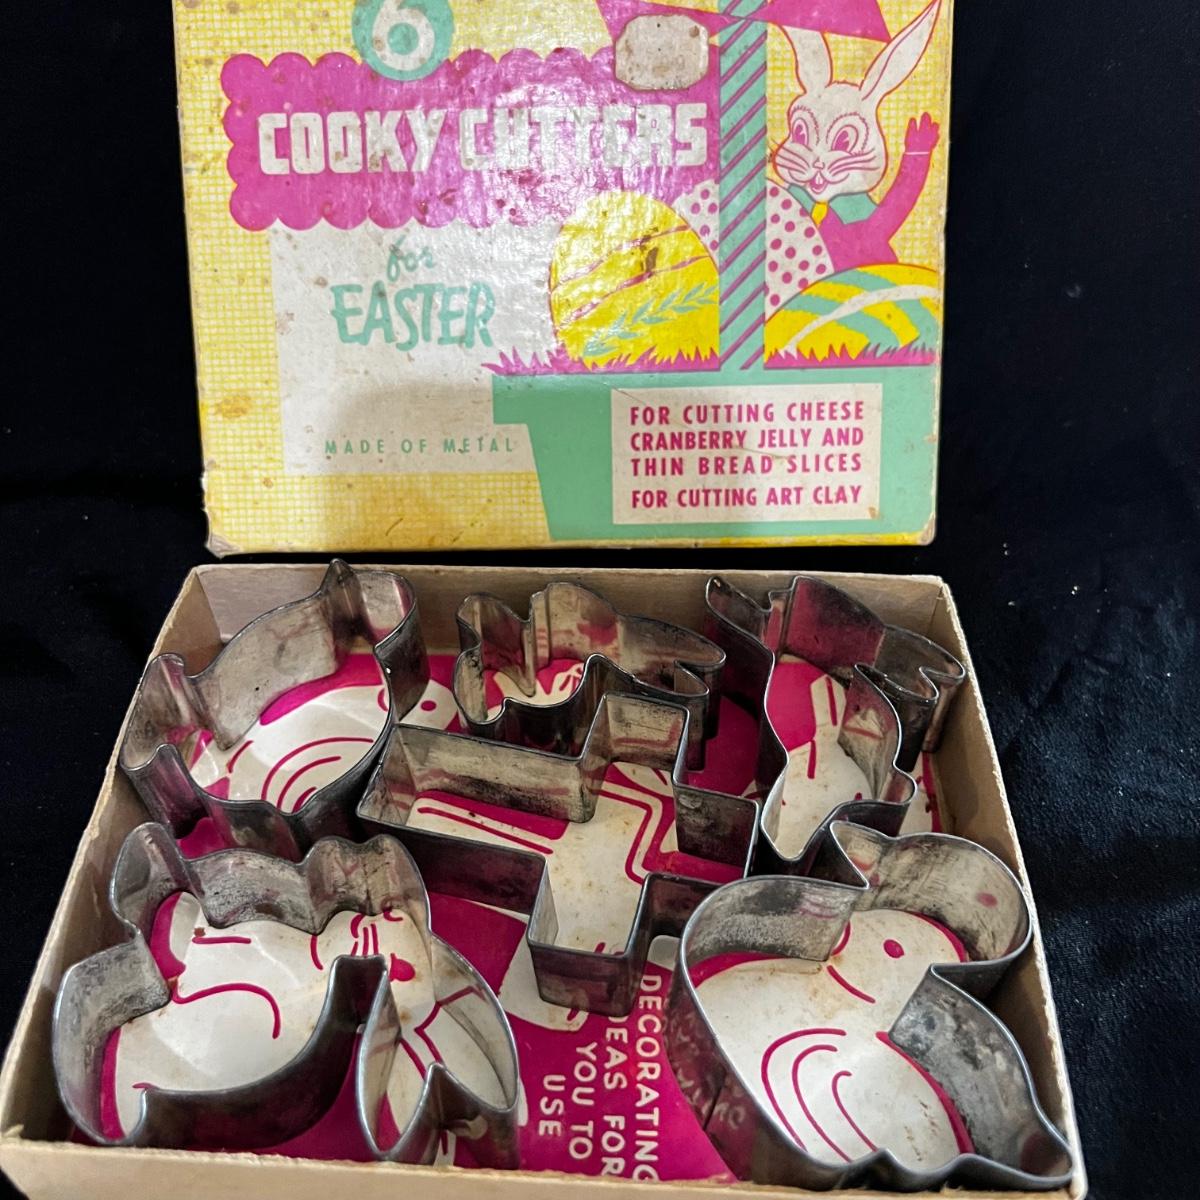 6
COOKY CUTTERS
for
EASTER
MADE OF METAL
FOR CUTTING CHEESE
CRANBERRY JELLY AND
THIN BREAD SLICES
FOR CUTTING ART CLAY
DECORATING
IDEAS FOR
YOU TO
USE